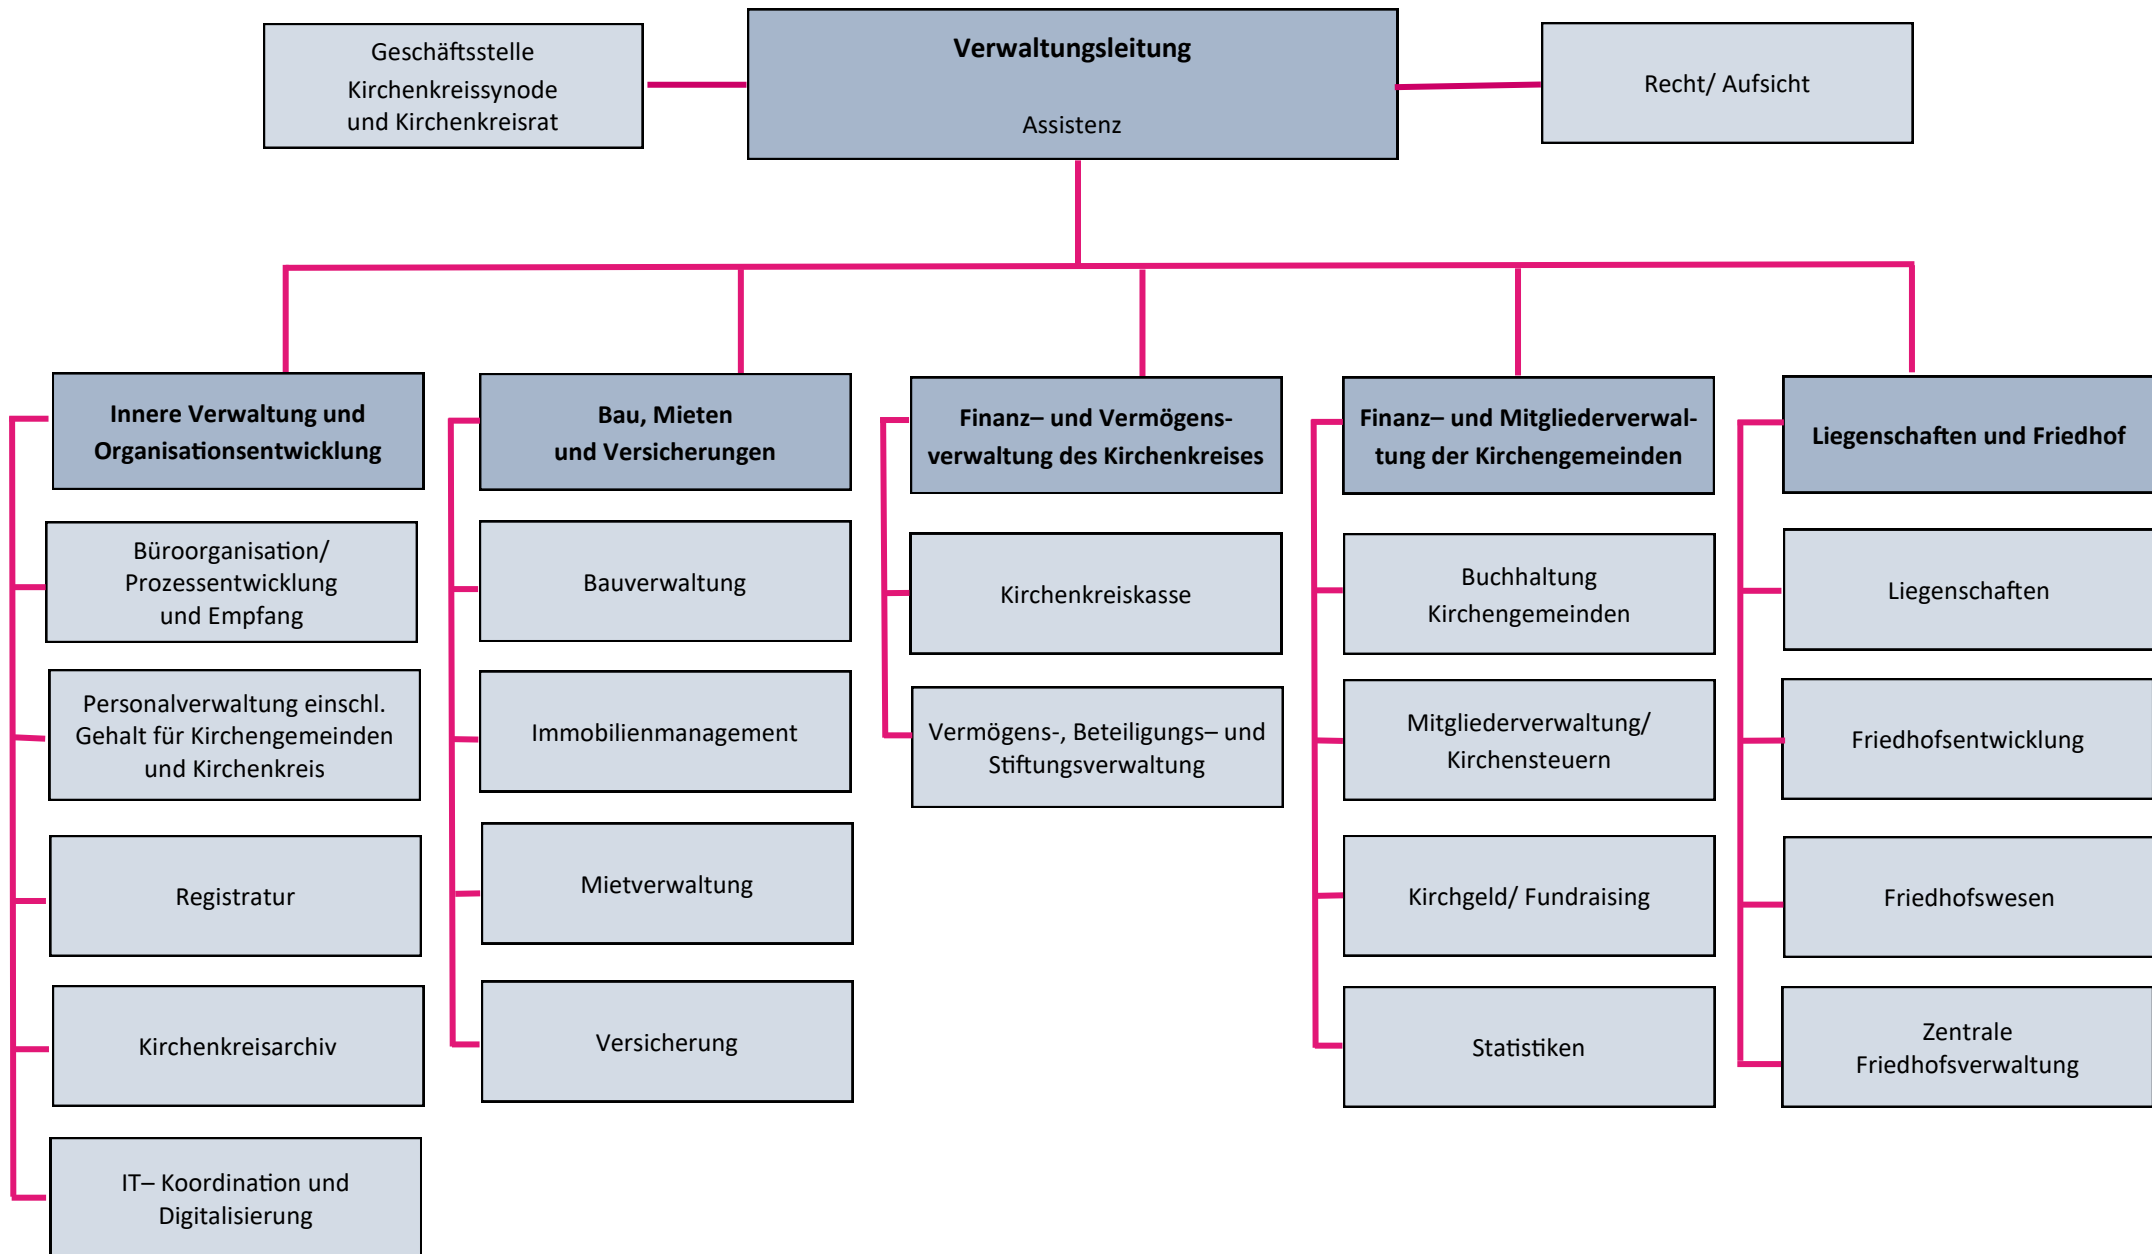 Geschäftsstelle
Kirchenkreissynode
und Kirchenkreisrat
Verwaltungsleitung
Assistenz
Recht/ Aufsicht
Innere Verwaltung und
Organisationsentwicklung
Büroorganisation/
Prozessentwicklung
und Empfang
Personalverwaltung einschl.
Gehalt für Kirchengemeinden
und Kirchenkreis
Registratur
Kirchenkreisarchiv
IT– Koordination und
Digitalisierung
Bau, Mieten
und Versicherungen
Bauverwaltung
Immobilienmanagement
Mietverwaltung
Versicherung
Finanz– und Vermögens-
verwaltung des Kirchenkreises
Kirchenkreiskasse
Vermögens-, Beteiligungs– und
Stiftungsverwaltung
Finanz– und Mitgliederverwal-
tung der Kirchengemeinden
Buchhaltung
Kirchengemeinden
Mitgliederverwaltung/
Kirchensteuern
Kirchgeld/ Fundraising
Statistiken
Liegenschaften und Friedhof
Liegenschaften
Friedhofsentwicklung
Friedhofswesen
Zentrale
Friedhofsverwaltung